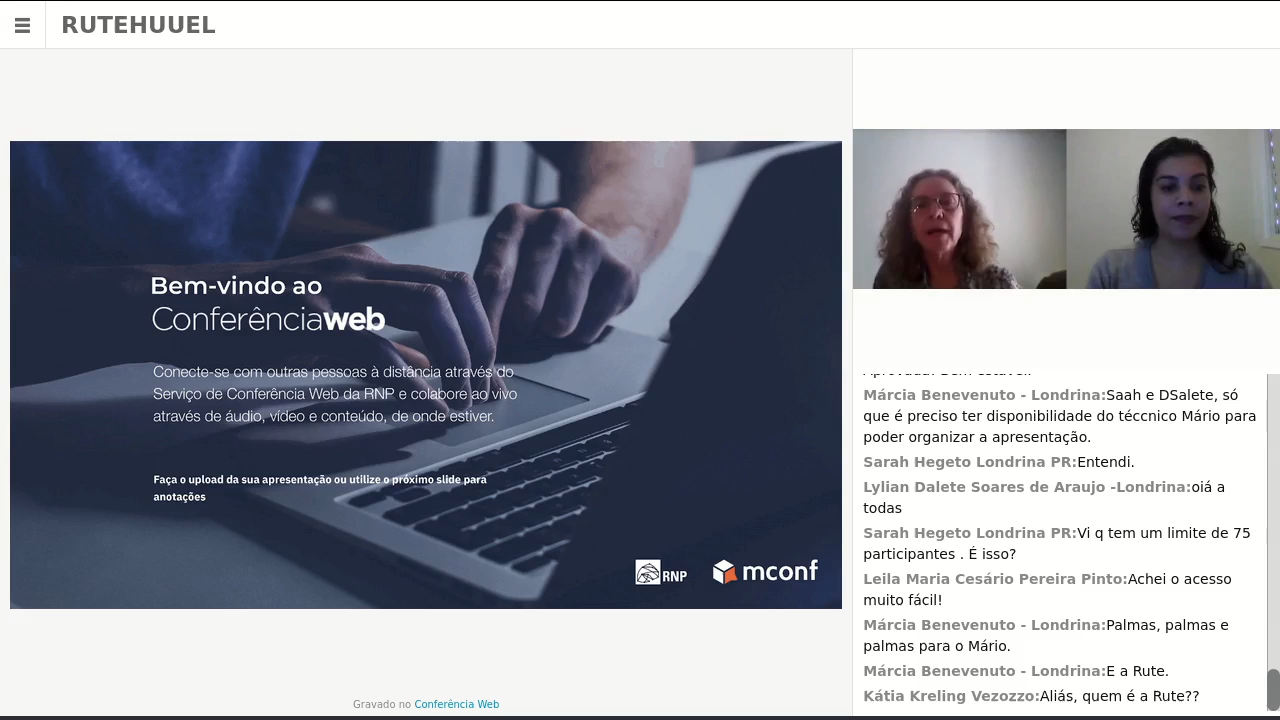 RUTEHUUEL
Bem-vindo ao
Conferênciaweb
Conecte-se com outras pessoas à distância através do
Serviço de Conferência Web da RNP e colabore ao vivo
através de áudio, vídeo e conteúdo, de onde estiver.
Faça o upload da sua apresentação ou utilize o próximo slide para
anotações
RNP
mconf
Gravado no Conferência Web
Márcia Benevenuto - Londrina:Saah e DSalete, só
que é preciso ter disponibilidade do téccnico Mário para
poder organizar a apresentação.
Sarah Hegeto Londrina PR:Entendi.
Lylian Dalete Soares de Araujo -Londrina:oiá a
todas
Sarah Hegeto Londrina PR:Vi q tem um limite de 75
participantes . É isso?
Leila Maria Cesário Pereira Pinto:Achei o acesso
muito fácil!
Márcia Benevenuto - Londrina:Palmas, palmas e
palmas para o Mário.
Márcia Benevenuto - Londrina:E a Rute.
Kátia Kreling Vezozzo:Aliás, quem é a Rute??